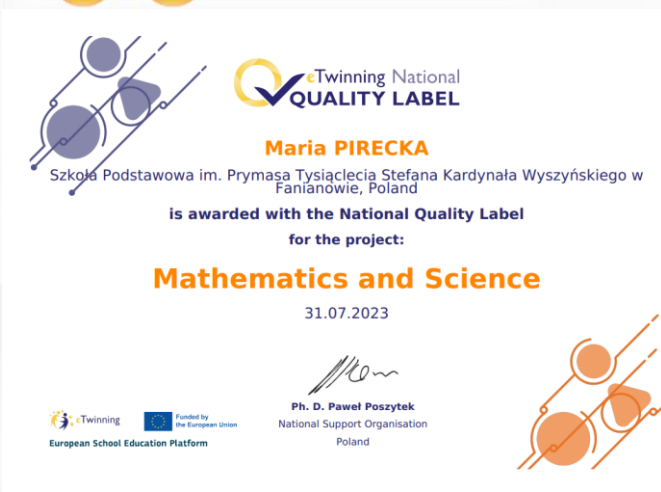 eTwinning National
QUALITY LABEL
Maria PIRECKA
Szkoła Podstawowa im. Prymasa Tysiąclecia Stefana Kardynała Wyszyńskiego w
Fanianowie, Poland
is awarded with the National Quality Label
for the project:
Mathematics and Science
31.07.2023
Ph. D. Paweł Poszytek
National Support Organisation
Poland
eTwinning
Funded by
the European Union
European School Education Platform